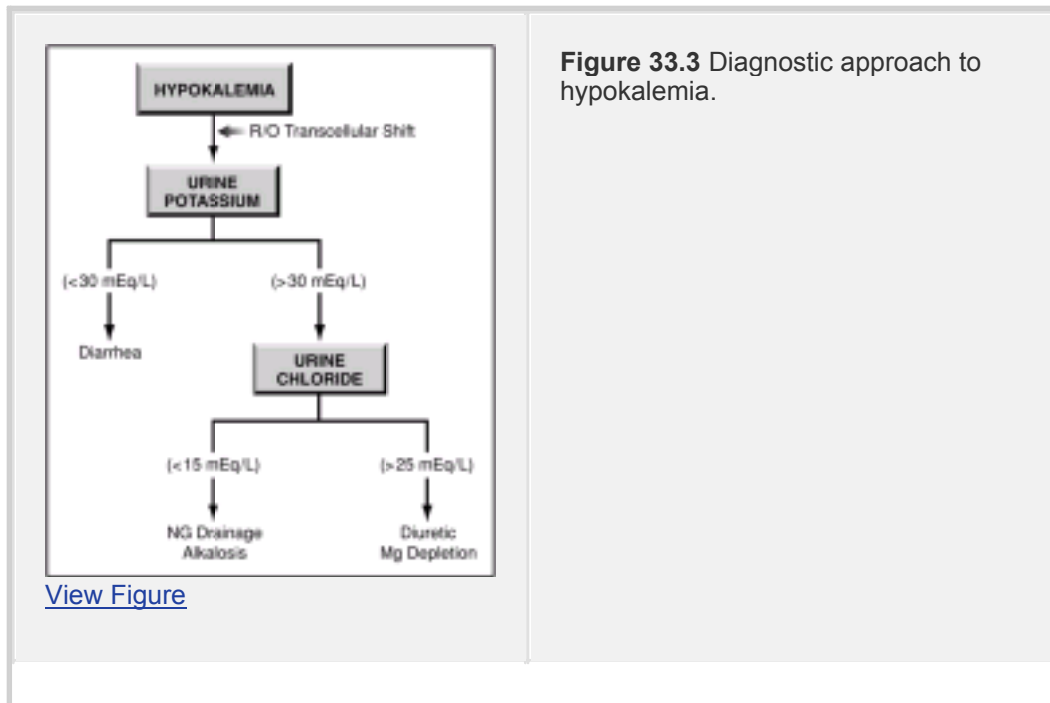 HYPOKALEMIA
R/O Transcellular Shift
URINE
POTASSIUM
(<30 mEq/L)
(>30 mEq/L)
Diarrhea
URINE
CHLORIDE
(<15 mEq/L)
(>25 mEq/L)
NG Drainage
Alkalosis
Diuretic
Mg Depletion
View Figure
Figure 33.3 Diagnostic approach to
hypokalemia.